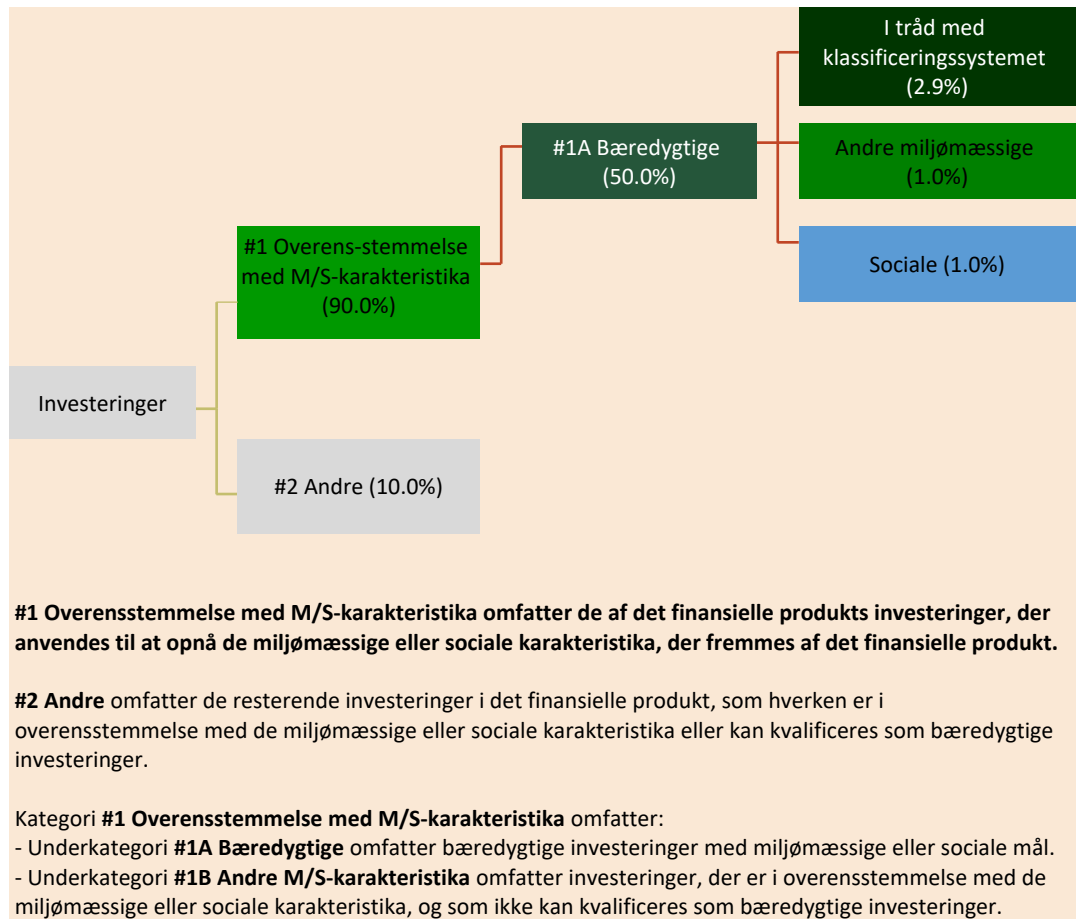 I tråd med
klassificeringssystemet
(2.9%)
#1A Bæredygtige
(50.0%)
Andre miljømæssige
(1.0%)
#1 Overens-stemmelse
med M/S-karakteristika
(90.0%)
Sociale (1.0%)
Investeringer
#2 Andre (10.0%)
#1 Overensstemmelse med M/S-karakteristika omfatter de af det finansielle produkts investeringer, der
anvendes til at opnå de miljømæssige eller sociale karakteristika, der fremmes af det finansielle produkt.
#2 Andre omfatter de resterende investeringer i det finansielle produkt, som hverken er i
overensstemmelse med de miljømæssige eller sociale karakteristika eller kan kvalificeres som bæredygtige
investeringer.
Kategori #1 Overensstemmelse med M/S-karakteristika omfatter:
- Underkategori #1A Bæredygtige omfatter bæredygtige investeringer med miljømæssige eller sociale mål.
- Underkategori #1B Andre M/S-karakteristika omfatter investeringer, der er i overensstemmelse med de
miljømæssige eller sociale karakteristika, og som ikke kan kvalificeres som bæredygtige investeringer.